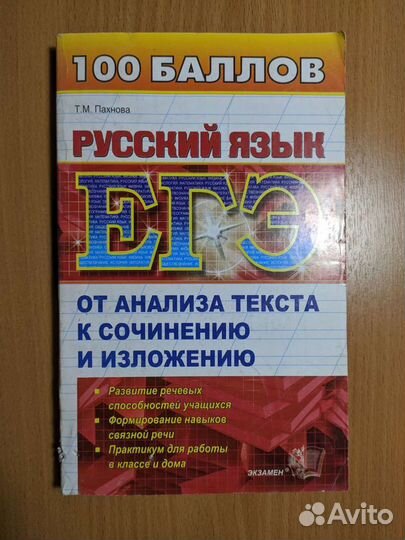 100 БАЛЛОВ
Т.М. Пахнова
РУССКИЙ ЯЗЫК
ЕГЭ
ОТ АНАЛИЗА ТЕКСТА
К СОЧИНЕНИЮ
И ИЗЛОЖЕНИЮ
Развитие речевых
способностей учащихся
Формирование навыков
связной речи
Практикум для работы
в классе и дома
ЭКЗАМЕН
Avito